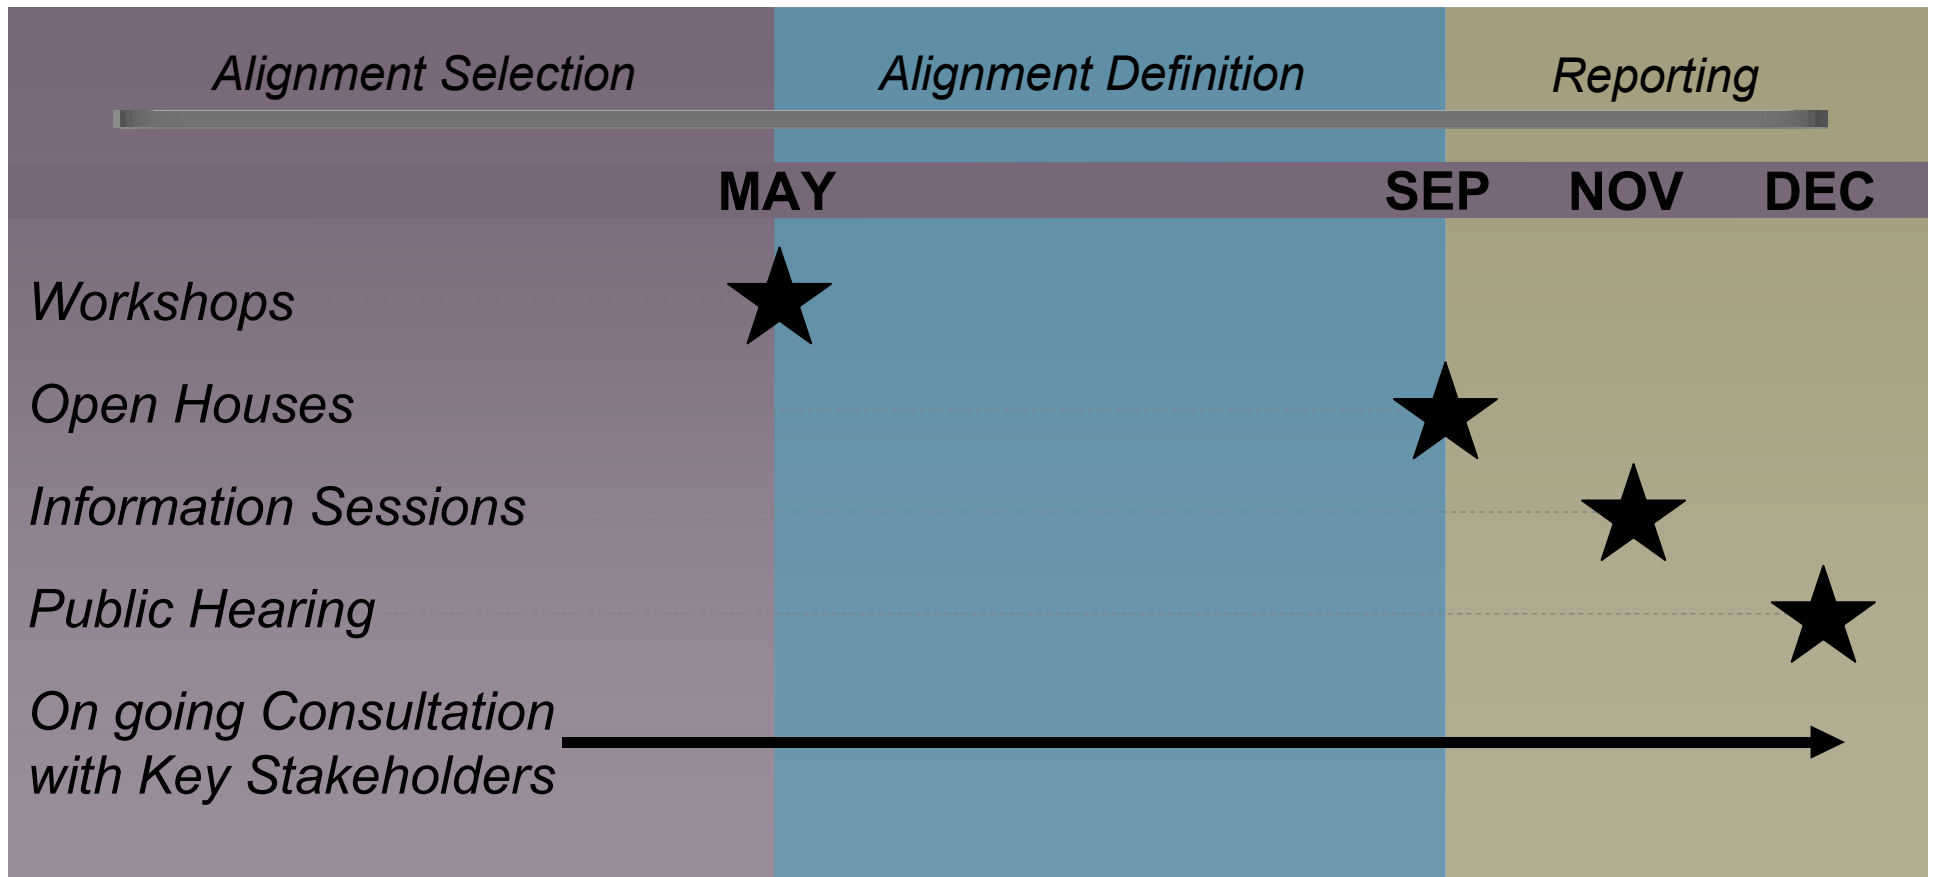 Alignment Selection Alignment Definition Reporting
MAY SEP NOV DEC
Workshops
Open Houses
Information Sessions
Public Hearing
On going Consultation
with Key Stakeholders